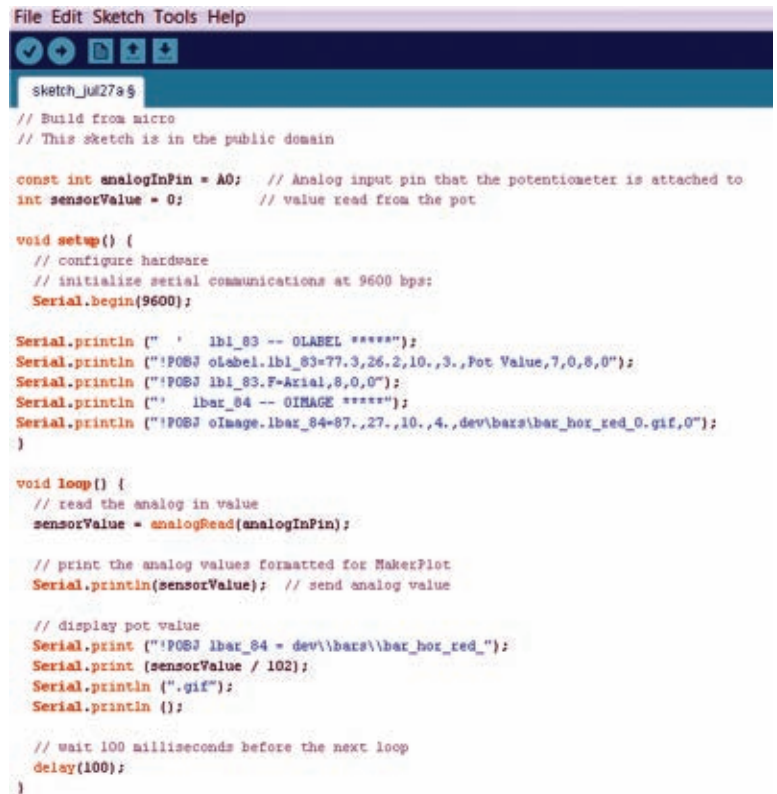 File Edit Sketch Tools Help
sketch_jul27a §
// Build from micro
// This sketch is in the public domain
const int analogInPin = A0; // Analog input pin that the potentiometer is attached to
int sensorValue = 0; // value read from the pot
void setup() {
// configure hardware
// initialize serial communications at 9600 bps:
Serial.begin(9600);
Serial.println (" ' lbl_83 -- OLABEL *****");
Serial.println ("!POBJ oLabel.lbl_83=77.3,26.2,10.,3.,Pot Value,7,0,8,0");
Serial.println ("!POBJ lbl_83.F=Arial,8,0,0");
Serial.println ("' lbar_84 -- OIMAGE *****");
Serial.println ("!POBJ oImage.lbar_84=87.,27.,10.,4.,dev\bars\bar_hor_red_0.gif,0");
}
void loop() {
// read the analog in value
sensorValue = analogRead(analogInPin);
// print the analog values formatted for MakerPlot
Serial.println(sensorValue); // send analog value
// display pot value
Serial.print ("!POBJ lbar_84 = dev\\bars\\bar_hor_red_");
Serial.print (sensorValue / 102);
Serial.println (".gif");
Serial.println ();
// wait 100 milliseconds before the next loop
delay(100);
}